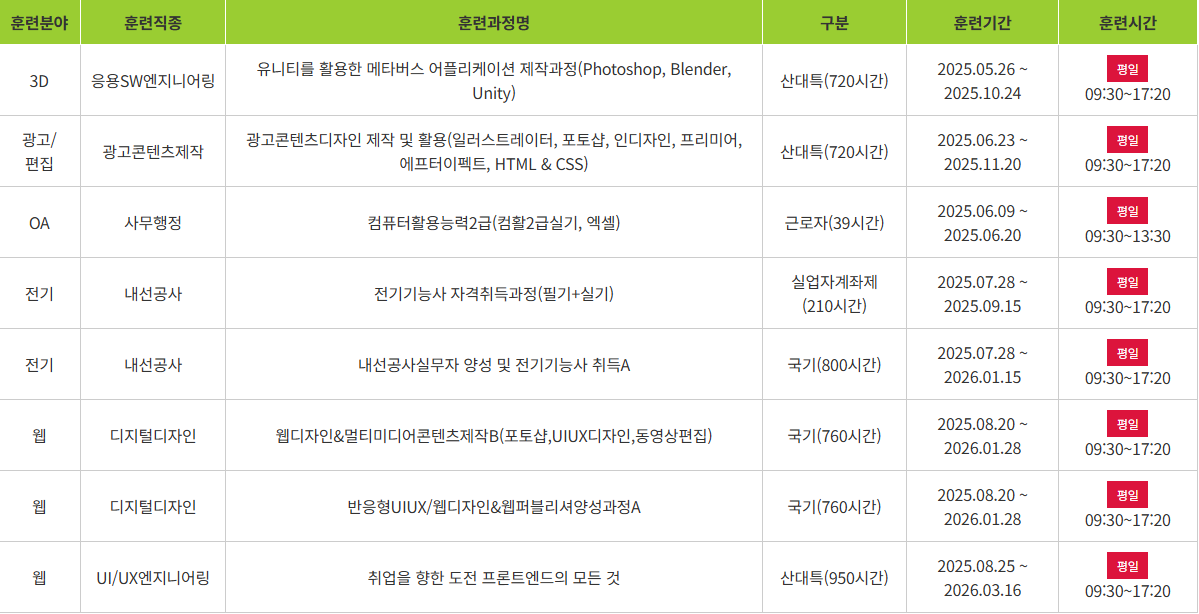 훈련분야 훈련직종 훈련과정명 구분 훈련기간 훈련시간
3D 응용SW엔지니어링 유니티를 활용한 메타버스 어플리케이션 제작과정(Photoshop, Blender,
Unity) 산대특(720시간) 2025.05.26 ~
2025.10.24 평일
09:30~17:20
광고/
편집 광고콘텐츠제작 광고콘텐츠디자인 제작 및 활용(일러스트레이터, 포토샵, 인디자인, 프리미어,
에프터이펙트, HTML & CSS) 산대특(720시간) 2025.06.23 ~
2025.11.20 평일
09:30~17:20
OA 사무행정 컴퓨터활용능력2급(컴활2급실기, 엑셀) 근로자(39시간) 2025.06.09 ~
2025.06.20 평일
09:30~13:30
전기 내선공사 전기기능사 자격취득과정(필기+실기) 실업자계좌제
(210시간) 2025.07.28 ~
2025.09.15 평일
09:30~17:20
전기 내선공사 내선공사실무자 양성 및 전기기능사 취득A 국기(800시간) 2025.07.28 ~
2026.01.15 평일
09:30~17:20
웹 디지털디자인 웹디자인&멀티미디어콘텐츠제작B(포토샵,UIUX디자인,동영상편집) 국기(760시간) 2025.08.20 ~
2026.01.28 평일
09:30~17:20
웹 디지털디자인 반응형UIUX/웹디자인&웹퍼블리셔양성과정A 국기(760시간) 2025.08.20 ~
2026.01.28 평일
09:30~17:20
웹 UI/UX엔지니어링 취업을 향한 도전 프론트엔드의 모든 것 산대특(950시간) 2025.08.25 ~
2026.03.16 평일
09:30~17:20